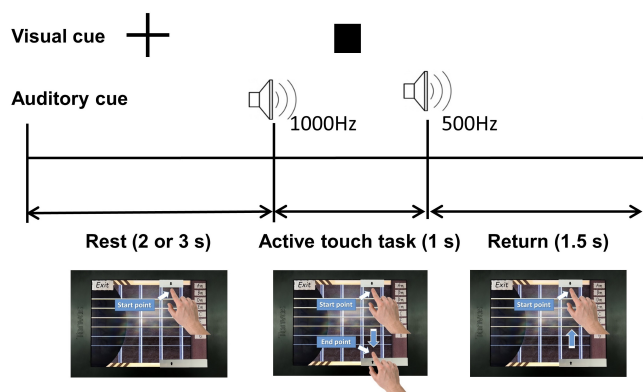 Visual cue
Auditory cue
1000Hz
500Hz
Rest (2 or 3 s)
Active touch task (1 s)
Return (1.5 s)
Exit
Start point
Exit
Start point
End point
Exit
Start point